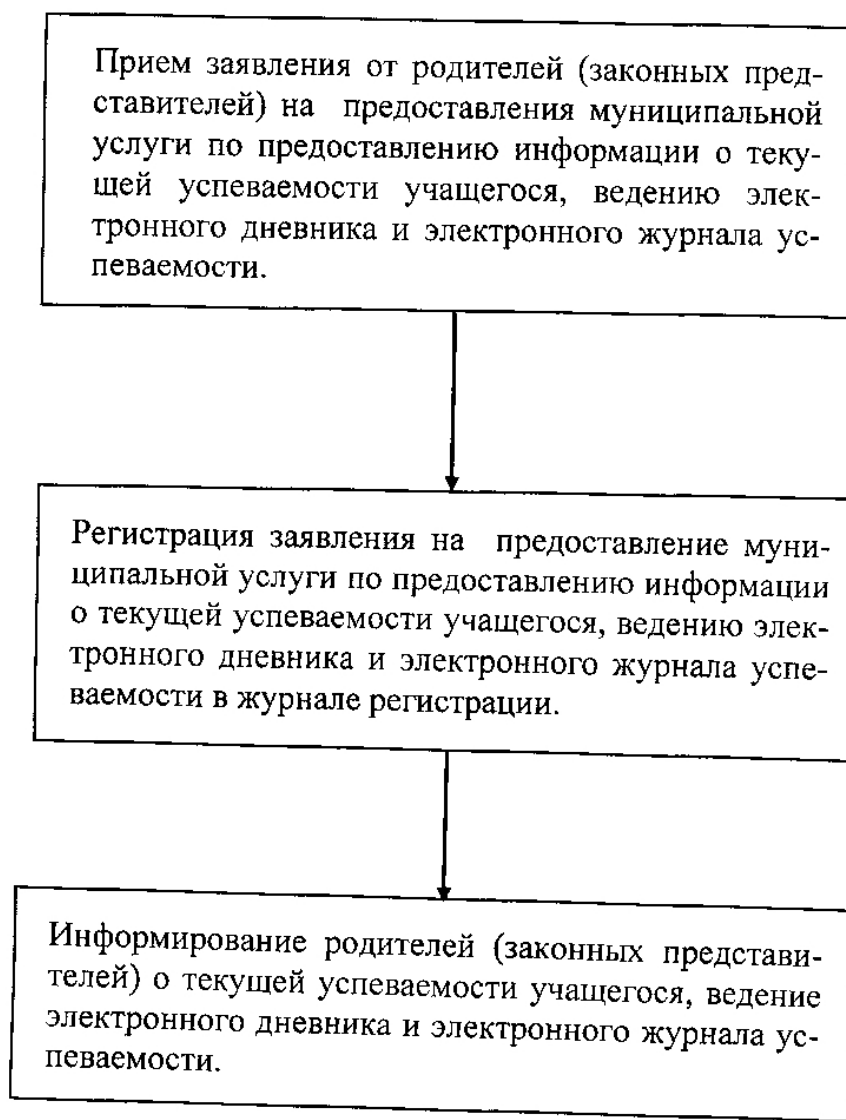 Прием заявления от родителей (законных пред-
ставителей) на предоставления муниципальной
услуги по предоставлению информации о теку-
щей успеваемости учащегося, ведению элек-
тронного дневника и электронного журнала ус-
певаемости.
Регистрация заявления на предоставление муни-
ципальной услуги по предоставлению информации
о текущей успеваемости учащегося, ведению элек-
тронного дневника и электронного журнала успе-
ваемости в журнале регистрации.
Информирование родителей (законных представи-
телей) о текущей успеваемости учащегося, ведение
электронного дневника и электронного журнала ус-
певаемости.